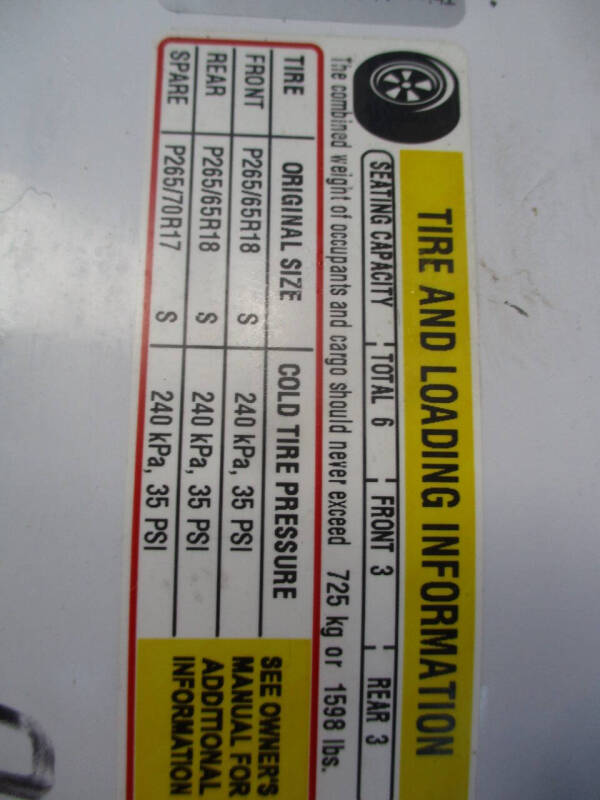 TIRE AND LOADING INFORMATION
SEATING CAPACITY TOTAL 6 FRONT 3 REAR 3
The combined weight of occupants and cargo should never exceed 725 kg or 1598 lbs.
TIRE ORIGINAL SIZE COLD TIRE PRESSURE
FRONT P265/65R18 S 240 kPa, 35 PSI
REAR P265/65R18 S 240 kPa, 35 PSI
SPARE P265/70R17 S 240 kPa, 35 PSI
SEE OWNER'S
MANUAL FOR
ADDITIONAL
INFORMATION